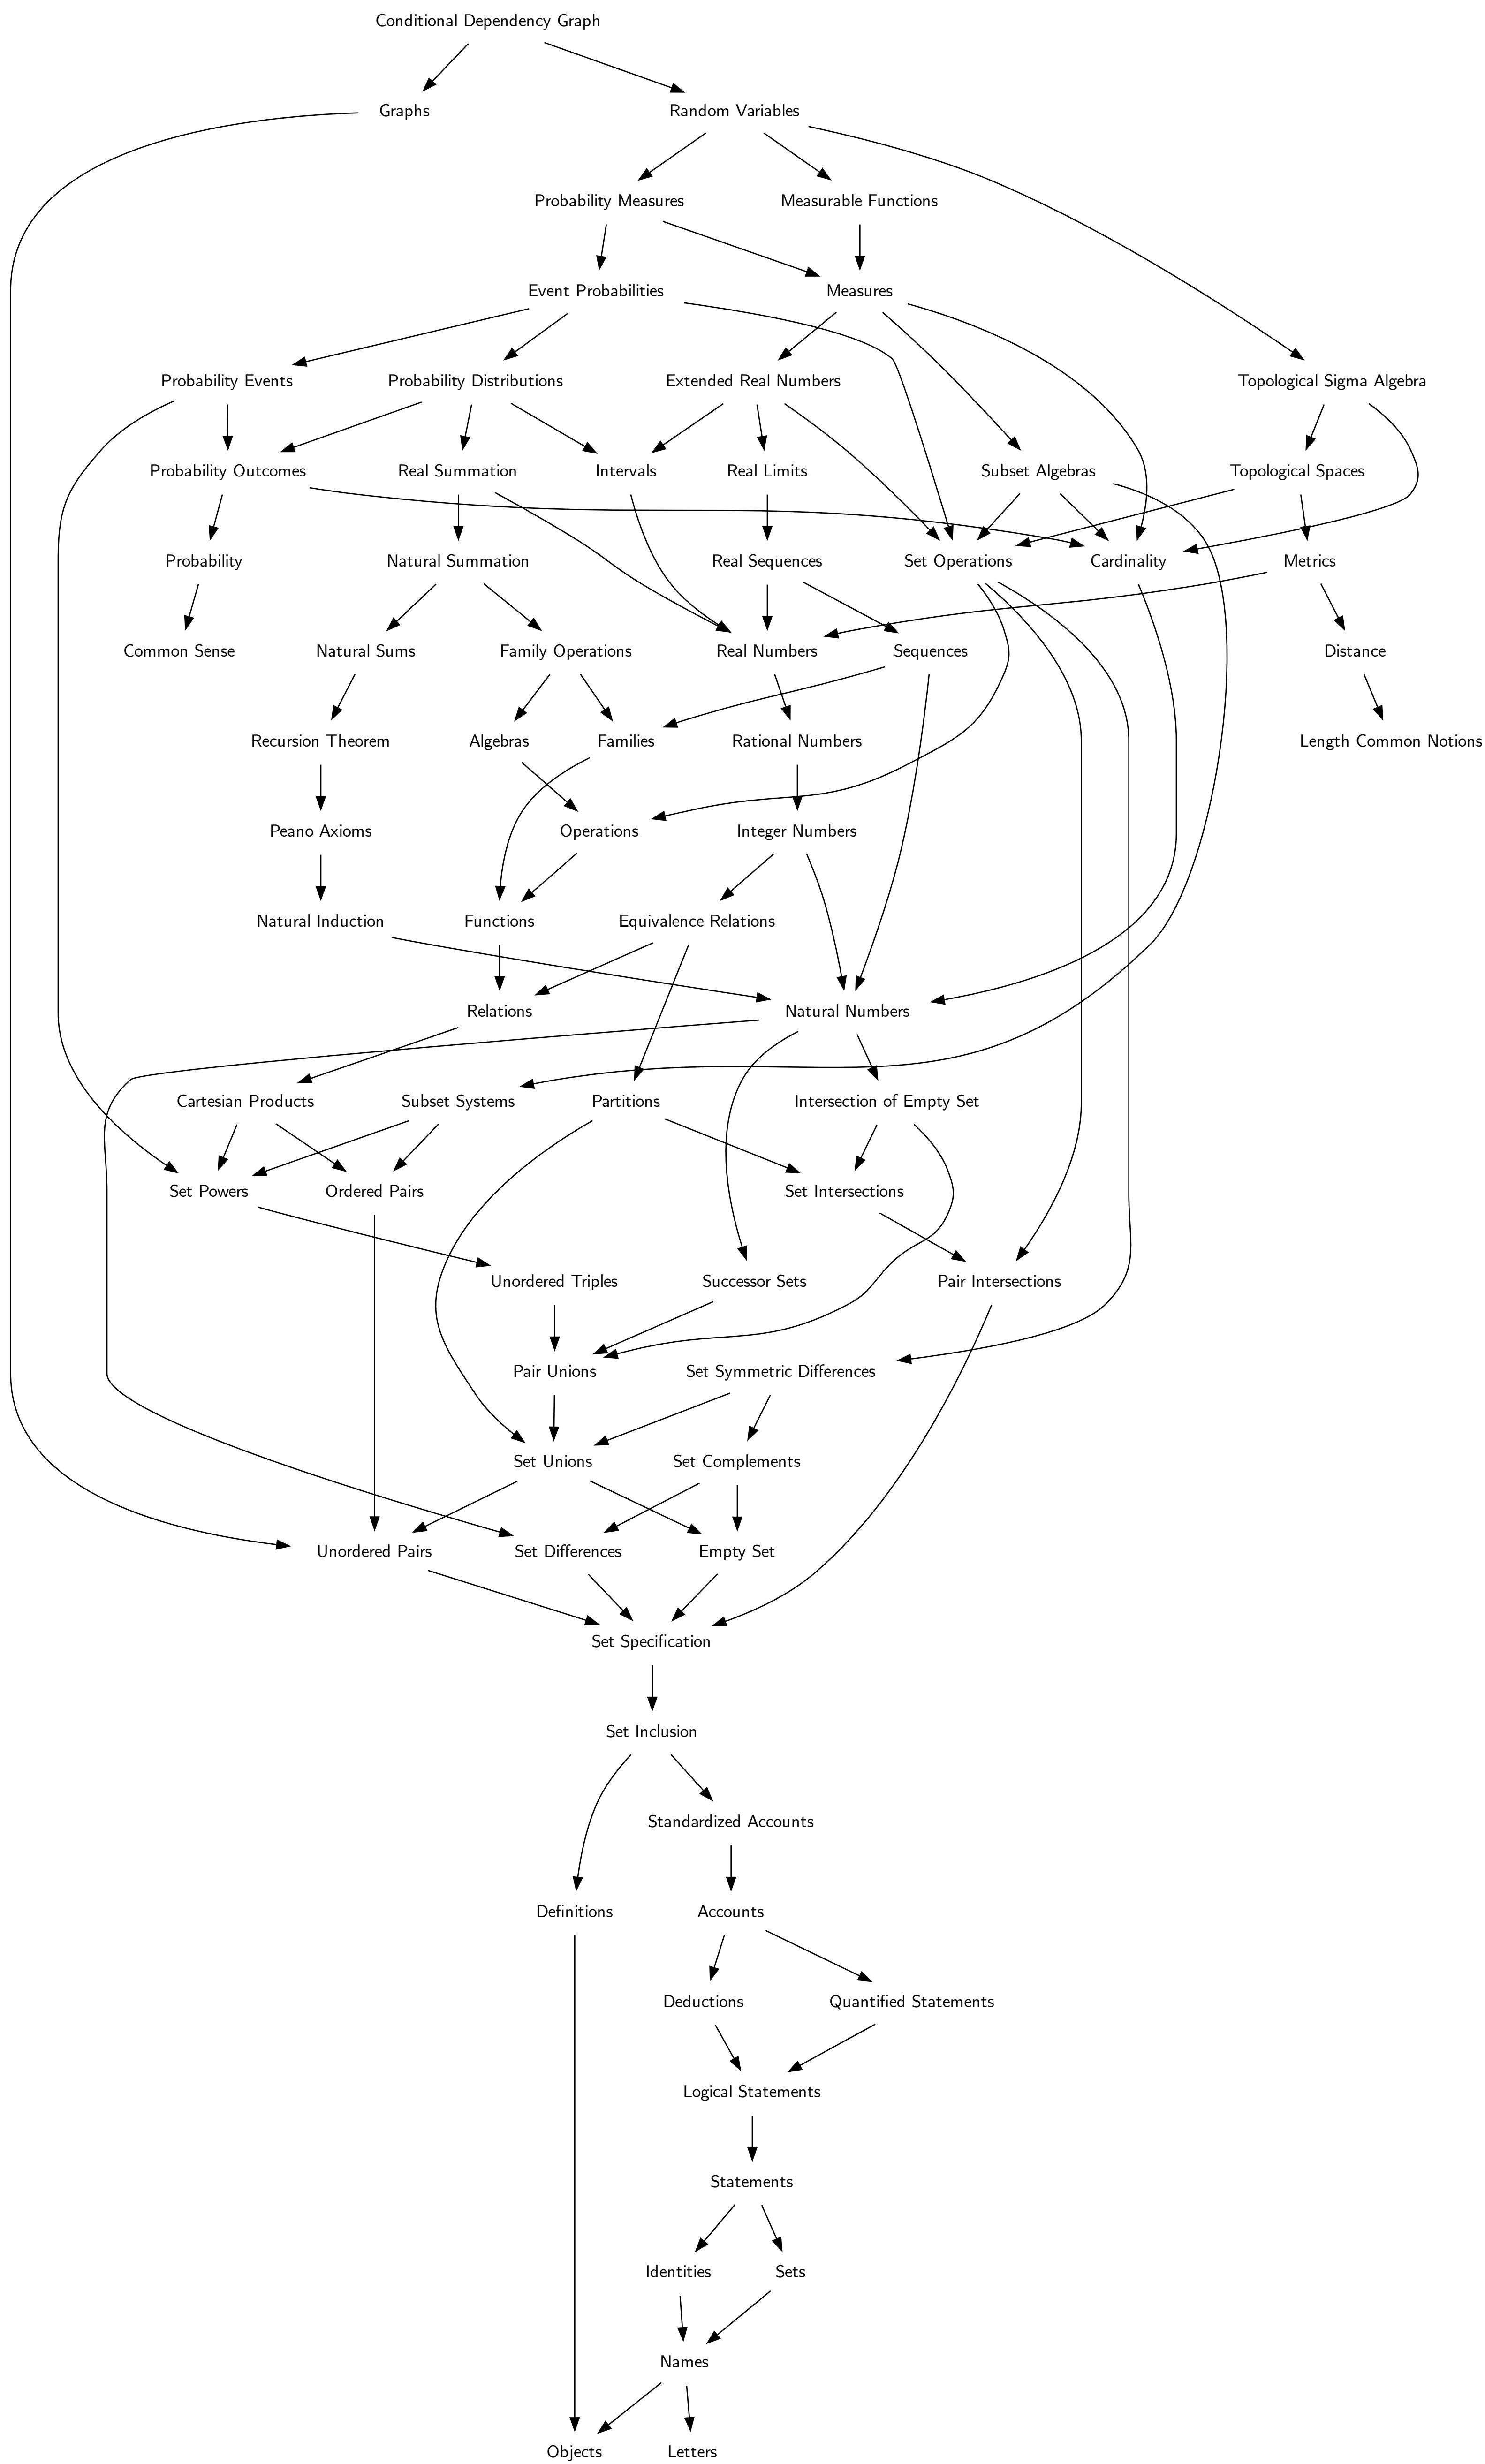 Conditional Dependency Graph
Graphs
Random Variables
Probability Measures
Measurable Functions
Event Probabilities
Measures
Probability Events
Probability Distributions
Extended Real Numbers
Topological Sigma Algebra
Probability Outcomes
Real Summation
Intervals
Real Limits
Subset Algebras
Topological Spaces
Probability
Natural Summation
Real Sequences
Set Operations
Cardinality
Metrics
Common Sense
Natural Sums
Family Operations
Real Numbers
Sequences
Distance
Recursion Theorem
Algebras
Families
Rational Numbers
Length Common Notions
Peano Axioms
Operations
Integer Numbers
Natural Induction
Functions
Equivalence Relations
Relations
Natural Numbers
Cartesian Products
Subset Systems
Partitions
Intersection of Empty Set
Set Powers
Ordered Pairs
Set Intersections
Unordered Triples
Successor Sets
Pair Intersections
Pair Unions
Set Symmetric Differences
Set Unions
Set Complements
Unordered Pairs
Set Differences
Empty Set
Set Specification
Set Inclusion
Standardized Accounts
Definitions
Accounts
Deductions
Quantified Statements
Logical Statements
Statements
Identities
Sets
Names
Objects
Letters